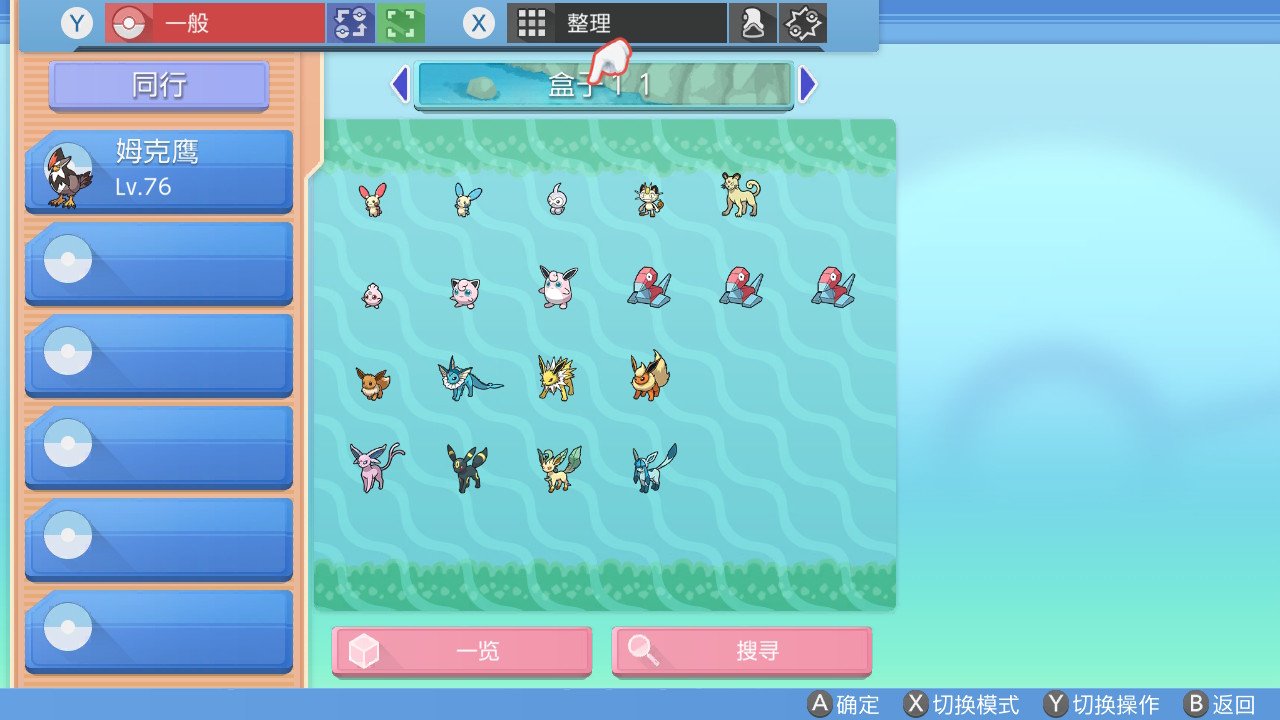 Y 一般 X 整理
同行
盒子11
姆克鹰
Lv.76
一览
搜寻
A 确定 X 切换模式 Y 切换操作 B 返回